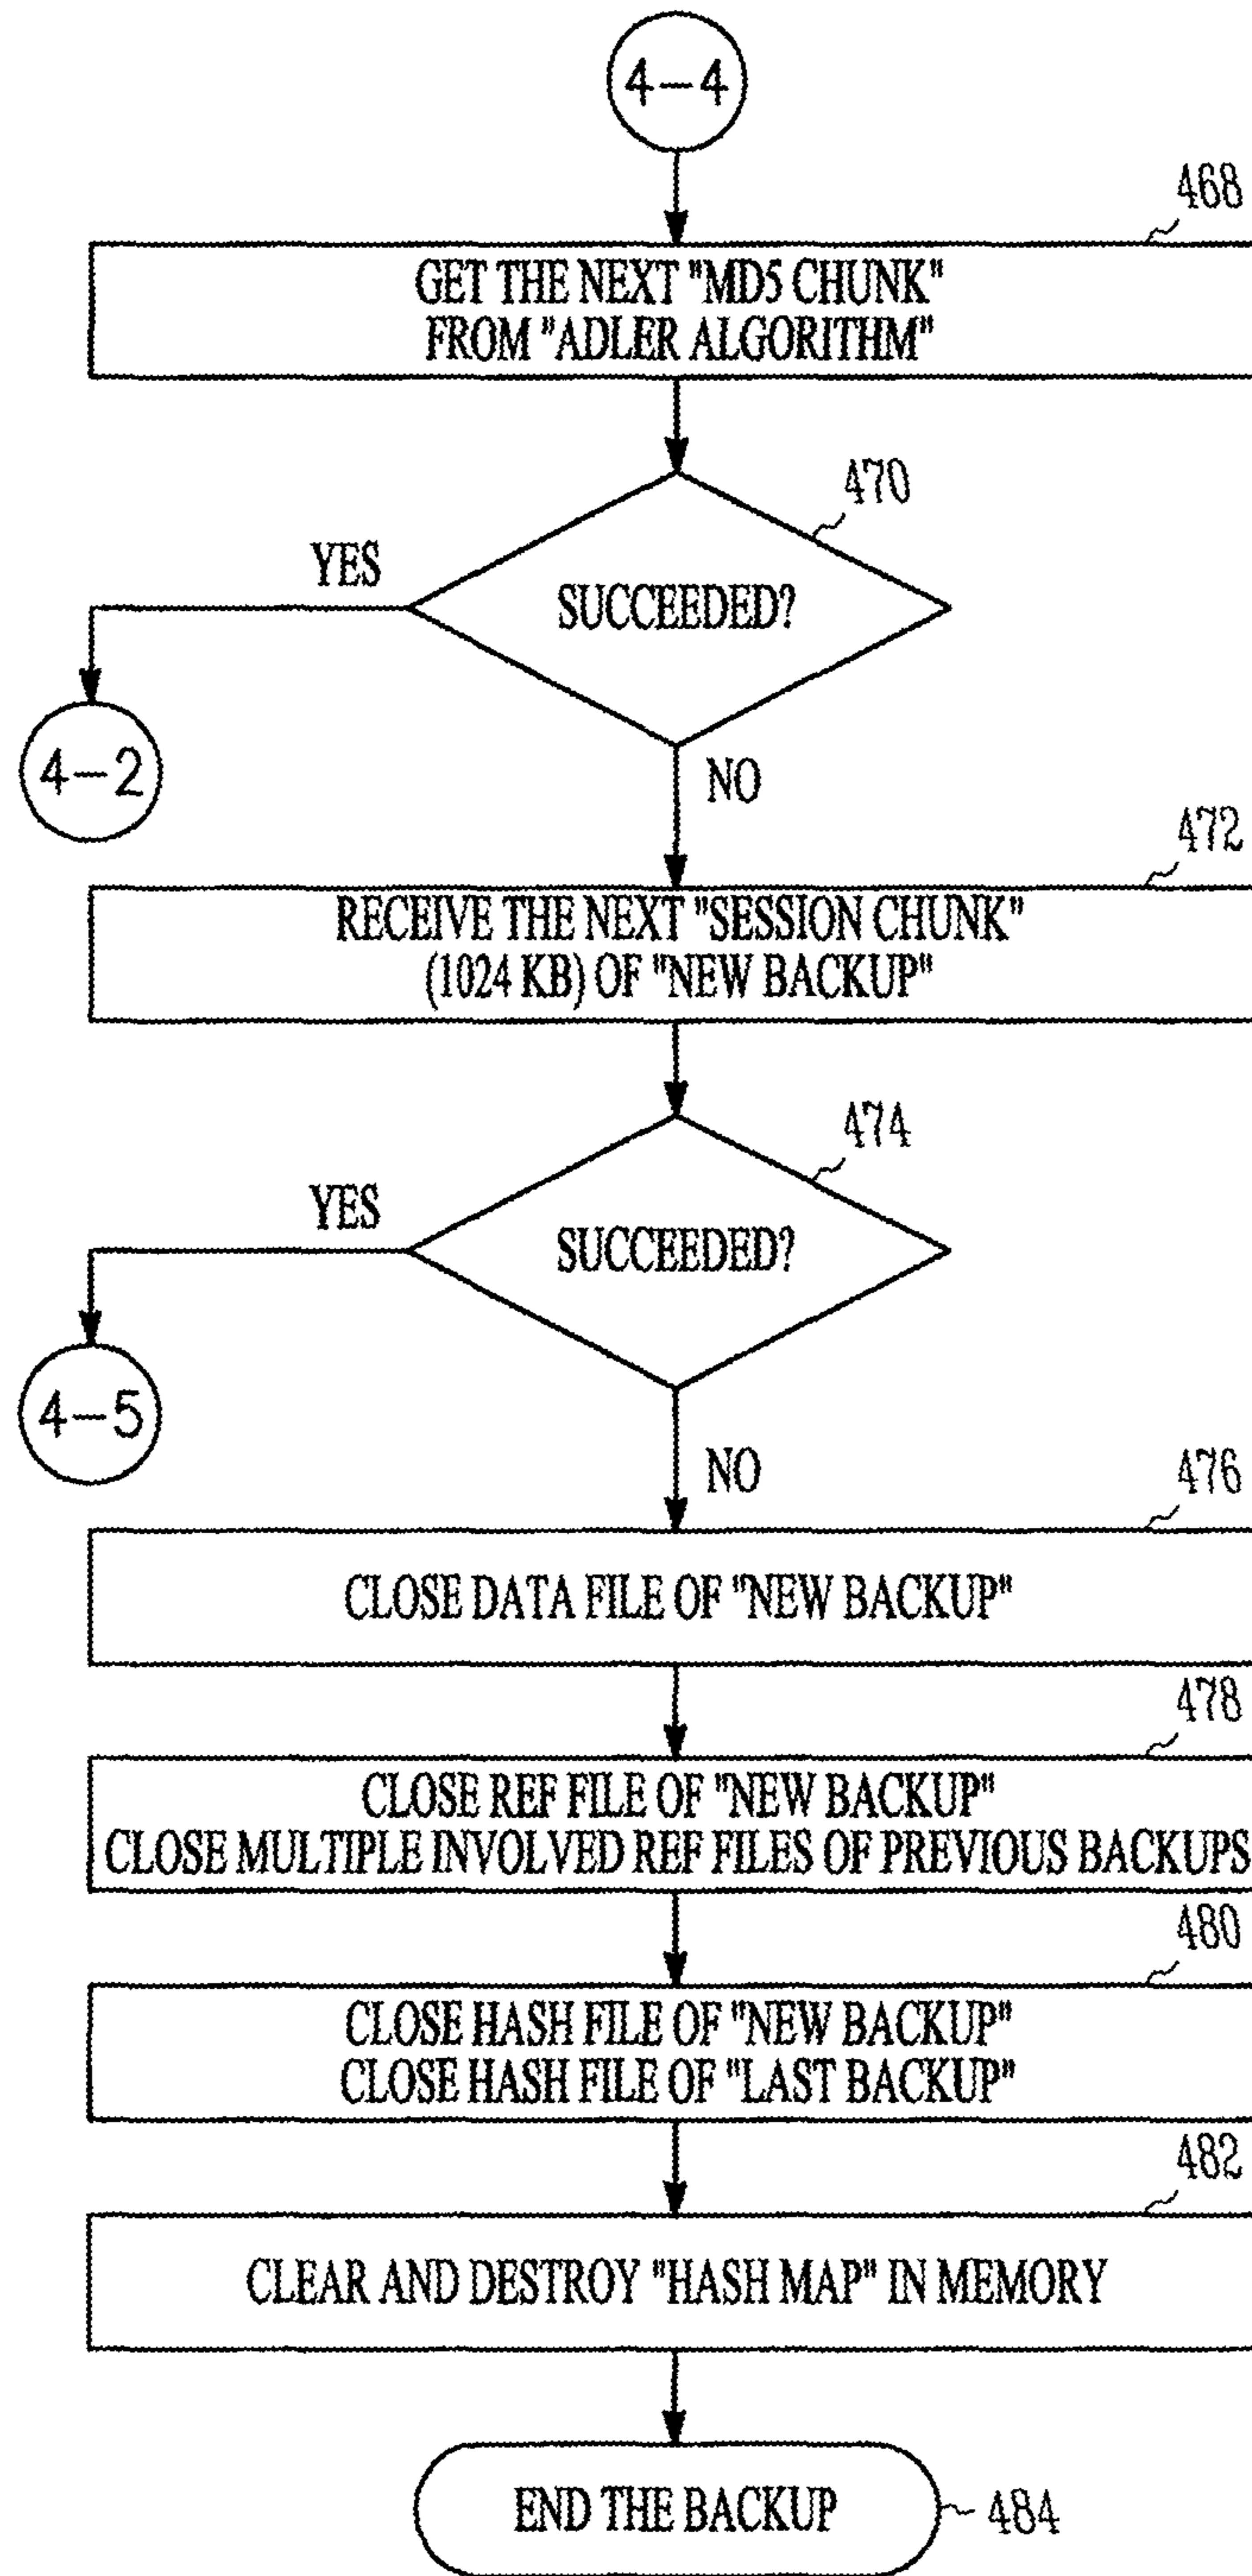 4-4
468
GET THE NEXT "MD5 CHUNK"
FROM "ADLER ALGORITHM"
470
YES
SUCCEEDED?
4-2
NO
472
RECEIVE THE NEXT "SESSION CHUNK"
(1024 KB) OF "NEW BACKUP"
474
YES
SUCCEEDED?
4-5
NO
476
CLOSE DATA FILE OF "NEW BACKUP"
478
CLOSE REF FILE OF "NEW BACKUP"
CLOSE MULTIPLE INVOLVED REF FILES OF PREVIOUS BACKUPS
480
CLOSE HASH FILE OF "NEW BACKUP"
CLOSE HASH FILE OF "LAST BACKUP"
482
CLEAR AND DESTROY "HASH MAP" IN MEMORY
END THE BACKUP
484